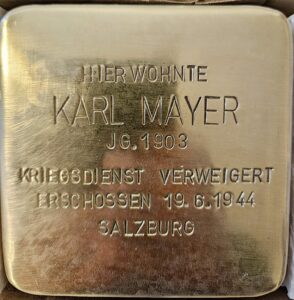 HIER WOHNTE
KARL MAYER
JG. 1903
KRIEGSDIENST VERWEIGERT
ERSCHOSSEN 19.6.1944
SALZBURG